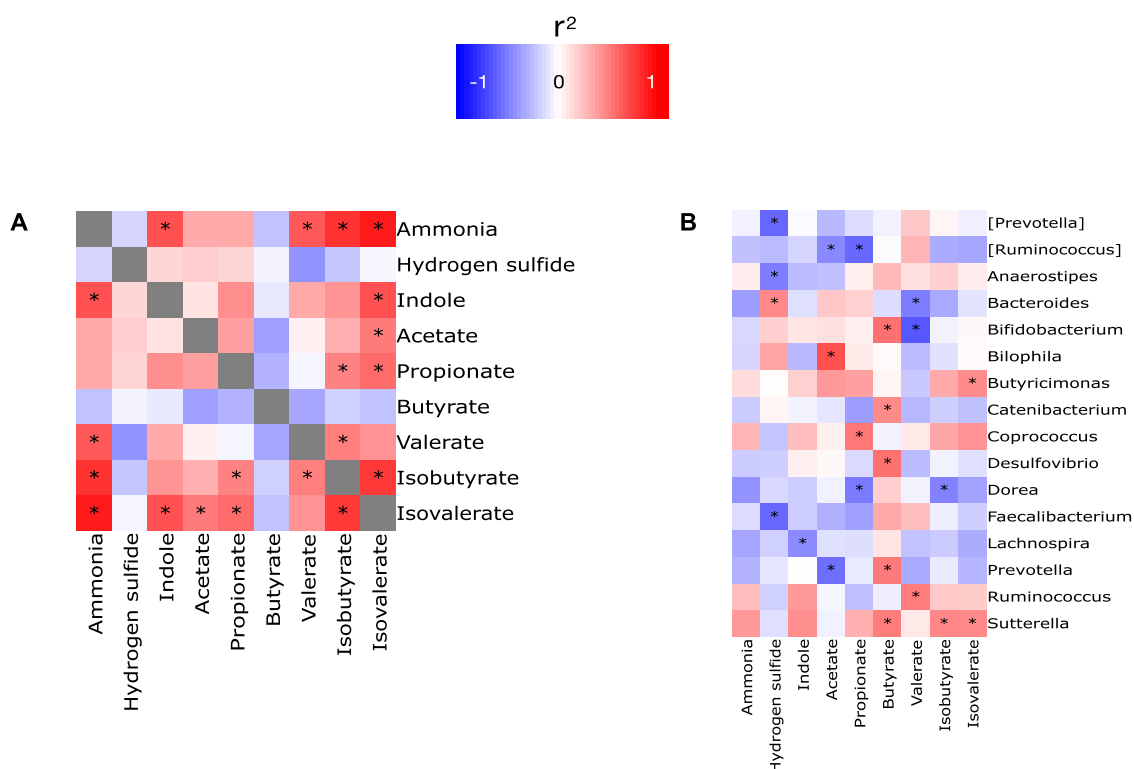 r²
-1 0 1
A
Ammonia
Hydrogen sulfide
Indole
Acetate
Propionate
Butyrate
Valerate
Isobutyrate
Isovalerate
Ammonia
Hydrogen sulfide
Indole
Acetate
Propionate
Butyrate
Valerate
Isobutyrate
Isovalerate
B
[Prevotella]
[Ruminococcus]
Anaerostipes
Bacteroides
Bifidobacterium
Bilophila
Butyricimonas
Catenibacterium
Coprococcus
Desulfovibrio
Dorea
Faecalibacterium
Lachnospira
Prevotella
Ruminococcus
Sutterella
Ammonia
Hydrogen sulfide
Indole
Acetate
Propionate
Butyrate
Valerate
Isobutyrate
Isovalerate